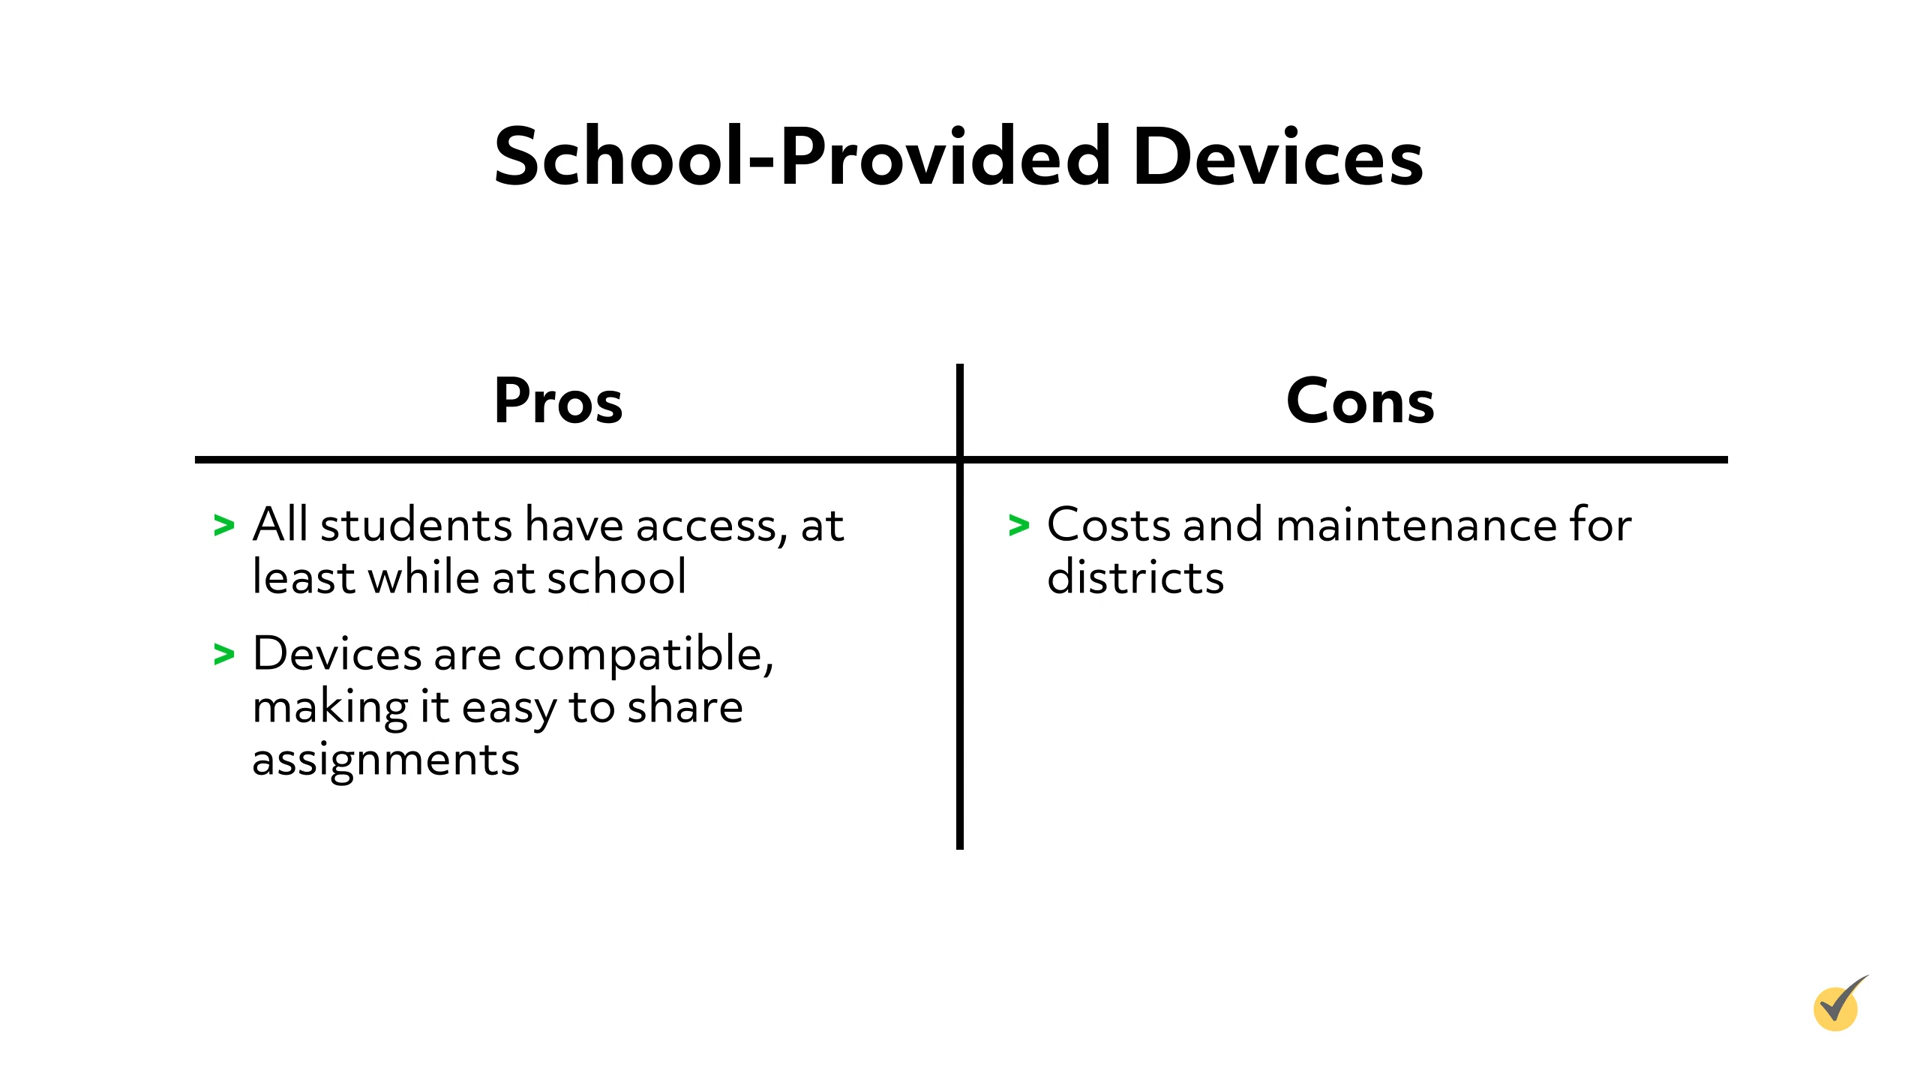 School-Provided Devices
Pros
Cons
> All students have access, at
least while at school
> Devices are compatible,
making it easy to share
assignments
> Costs and maintenance for
districts